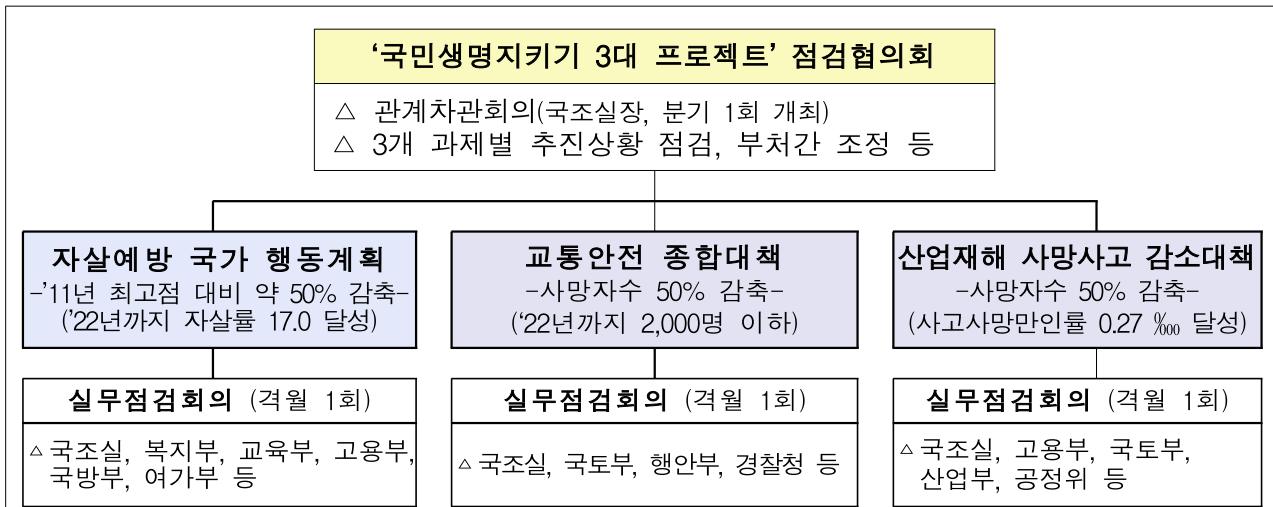 ‘국민생명지키기 3대 프로젝트’ 점검협의회
△ 관계차관회의(국조실장, 분기 1회 개최)
△ 3개 과제별 추진상황 점검, 부처간 조정 등
자살예방 국가 행동계획
-’11년 최고점 대비 약 50% 감축-
(’22년까지 자살률 17.0 달성)
교통안전 종합대책
-사망자수 50% 감축-
(‘22년까지 2,000명 이하)
산업재해 사망사고 감소대책
-사망자수 50% 감축-
(사고사망만인률 0.27 ‱ 달성)
실무점검회의 (격월 1회)
△ 국조실, 복지부, 교육부, 고용부,
국방부, 여가부 등
실무점검회의 (격월 1회)
△ 국조실, 국토부, 행안부, 경찰청 등
실무점검회의 (격월 1회)
△ 국조실, 고용부, 국토부,
산업부, 공정위 등